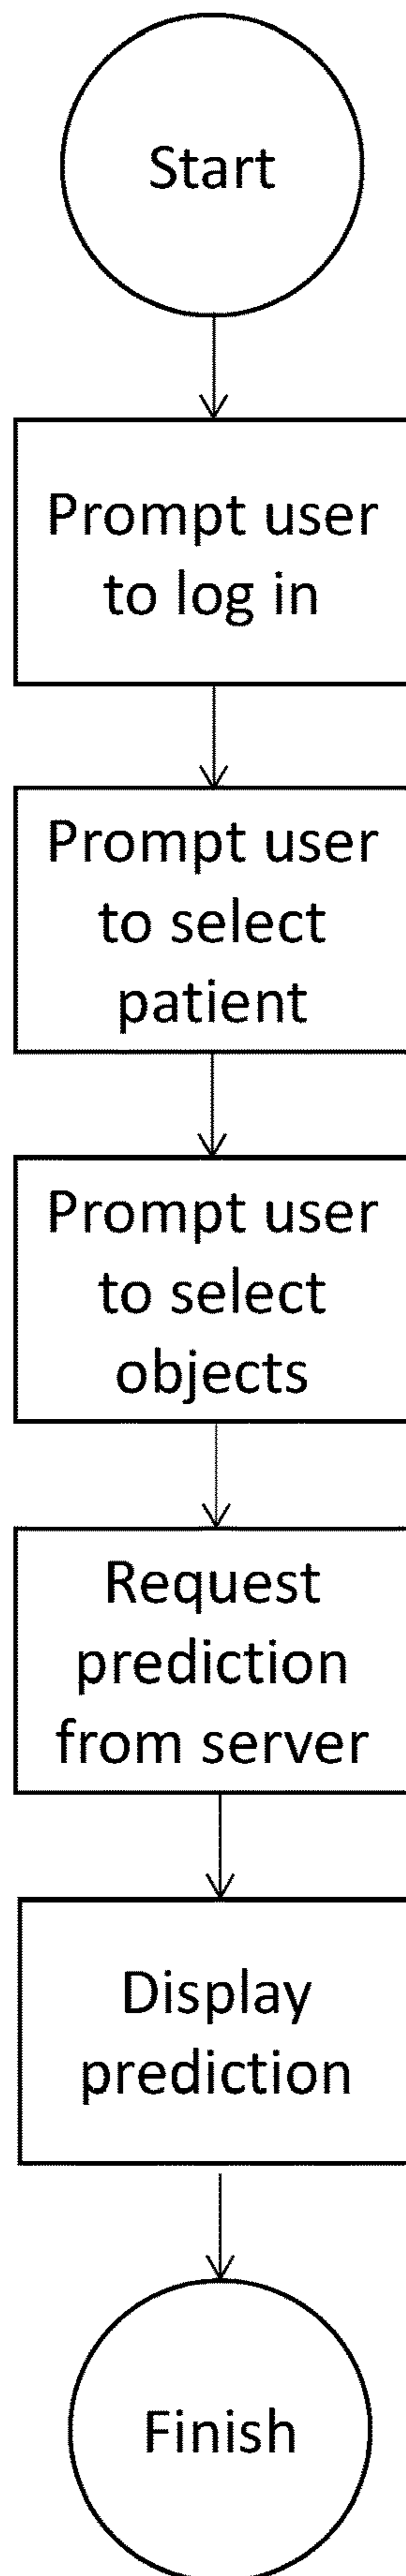 Start
Prompt user
to log in
Prompt user
to select
patient
Prompt user
to select
objects
Request
prediction
from server
Display
prediction
Finish